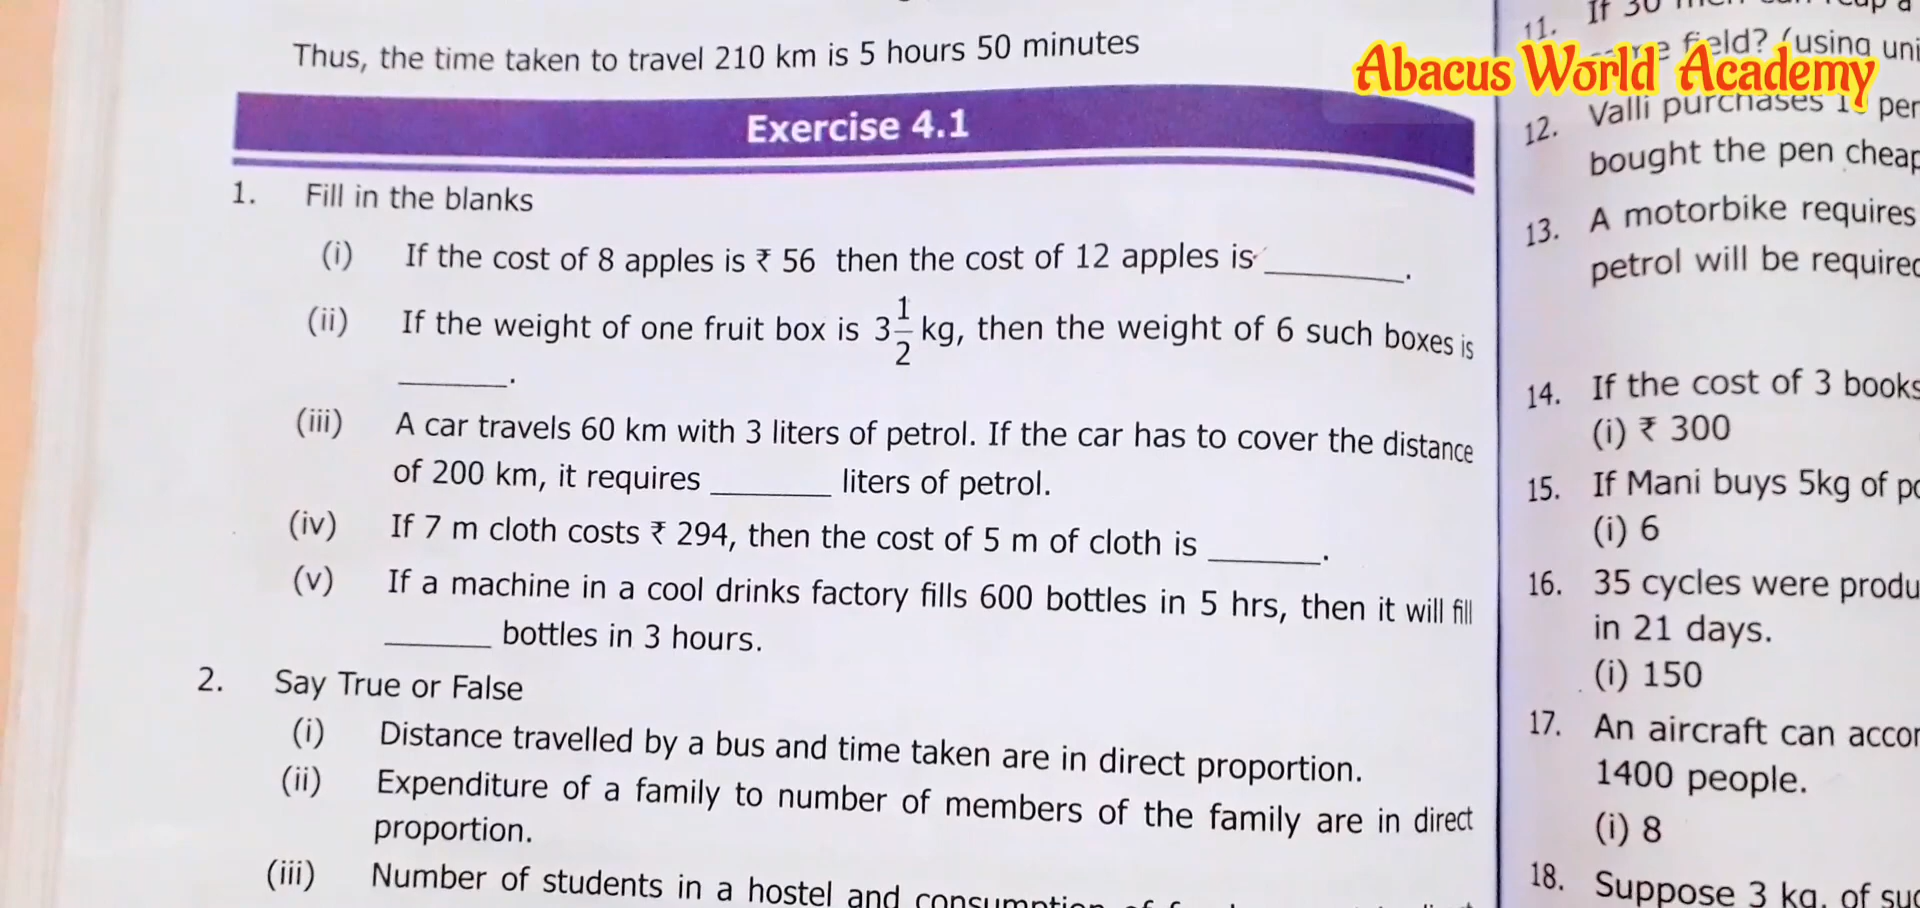 Thus, the time taken to travel 210 km is 5 hours 50 minutes
Exercise 4.1
1. Fill in the blanks
(i) If the cost of 8 apples is ₹ 56 then the cost of 12 apples is ________.
(ii) If the weight of one fruit box is 3 1/2 kg, then the weight of 6 such boxes is
_______.
(iii) A car travels 60 km with 3 liters of petrol. If the car has to cover the distance
of 200 km, it requires _______ liters of petrol.
(iv) If 7 m cloth costs ₹ 294, then the cost of 5 m of cloth is _______.
(v) If a machine in a cool drinks factory fills 600 bottles in 5 hrs, then it will fill
_______ bottles in 3 hours.
2. Say True or False
(i) Distance travelled by a bus and time taken are in direct proportion.
(ii) Expenditure of a family to number of members of the family are in direct
proportion.
(iii) Number of students in a hostel and consumption of
11. If 30 men can
field? (using
Abacus World Academy
12. Valli purchases
bought the pen
13. A motorbike requires
petrol will be
14. If the cost of 3 books
(i) ₹ 300
15. If Mani buys 5kg of
(i) 6
16. 35 cycles were
in 21 days.
(i) 150
17. An aircraft can
1400 people.
(i) 8
18. Suppose 3 kg. of